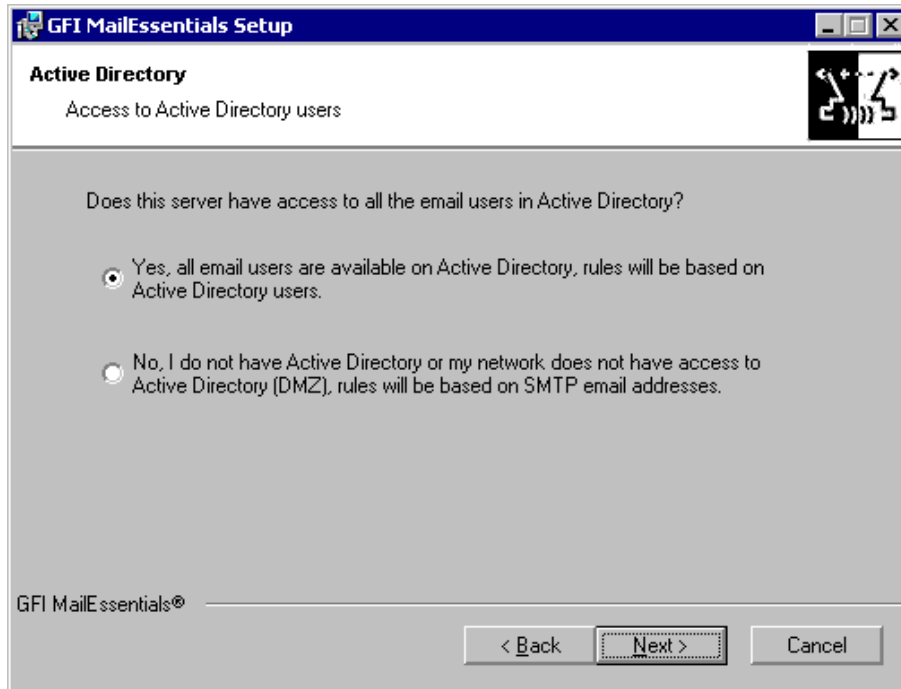 GFI MailEssentials Setup
Active Directory
Access to Active Directory users
Does this server have access to all the email users in Active Directory?
Yes, all email users are available on Active Directory, rules will be based on
Active Directory users.
No, I do not have Active Directory or my network does not have access to
Active Directory (DMZ), rules will be based on SMTP email addresses.
GFI MailEssentials®
< Back
Next >
Cancel